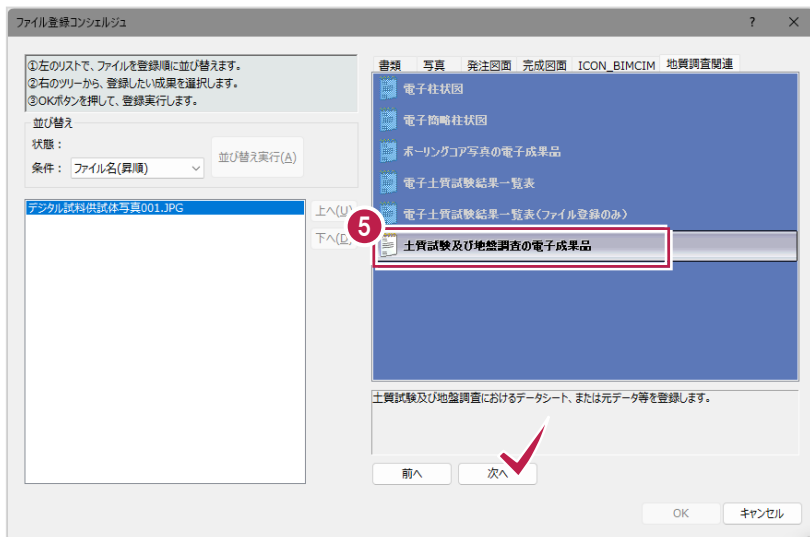 ファイル登録コンシェルジュ
?
①左のリストで、ファイルを登録順に並び替えます。
②右のツリーから、登録したい成果を選択します。
③OKボタンを押して、登録実行します。
並び替え
状態：
条件： ファイル名(昇順)
並び替え実行(A)
デジタル試料供試体写真001.JPG
上へ(U)
下へ(D)
書類 写真 発注図面 完成図面 ICON_BIMCIM 地質調査関連
電子柱状図
電子簡略柱状図
ボーリングコア写真の電子成果品
電子土質試験結果一覧表
電子土質試験結果一覧表(ファイル登録のみ)
5
土質試験及び地盤調査の電子成果品
土質試験及び地盤調査におけるデータシート、または元データ等を登録します。
前へ
次へ
OK
キャンセル